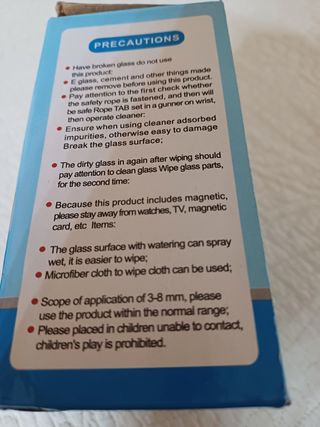 PRECAUTIONS
• Have broken glass do not use
this product:
• E glass, cement and other things made
please remove before using this product.
• Pay attention to the first check whether
the safety rope is fastened, and then will
be safe Rope TAB set in a gunner on wrist,
then operate cleaner:
• Ensure when using cleaner adsorbed
impurities, otherwise easy to damage
Break the glass surface;
• The dirty glass in again after wiping should
pay attention to clean glass Wipe glass parts,
for the second time:
• Because this product includes magnetic,
please stay away from watches, TV, magnetic
card, etc Items:
• The glass surface with watering can spray
wet, it is easier to wipe;
• Microfiber cloth to wipe cloth can be used;
• Scope of application of 3-8 mm, please
use the product within the normal range;
• Please placed in children unable to contact,
children's play is prohibited.